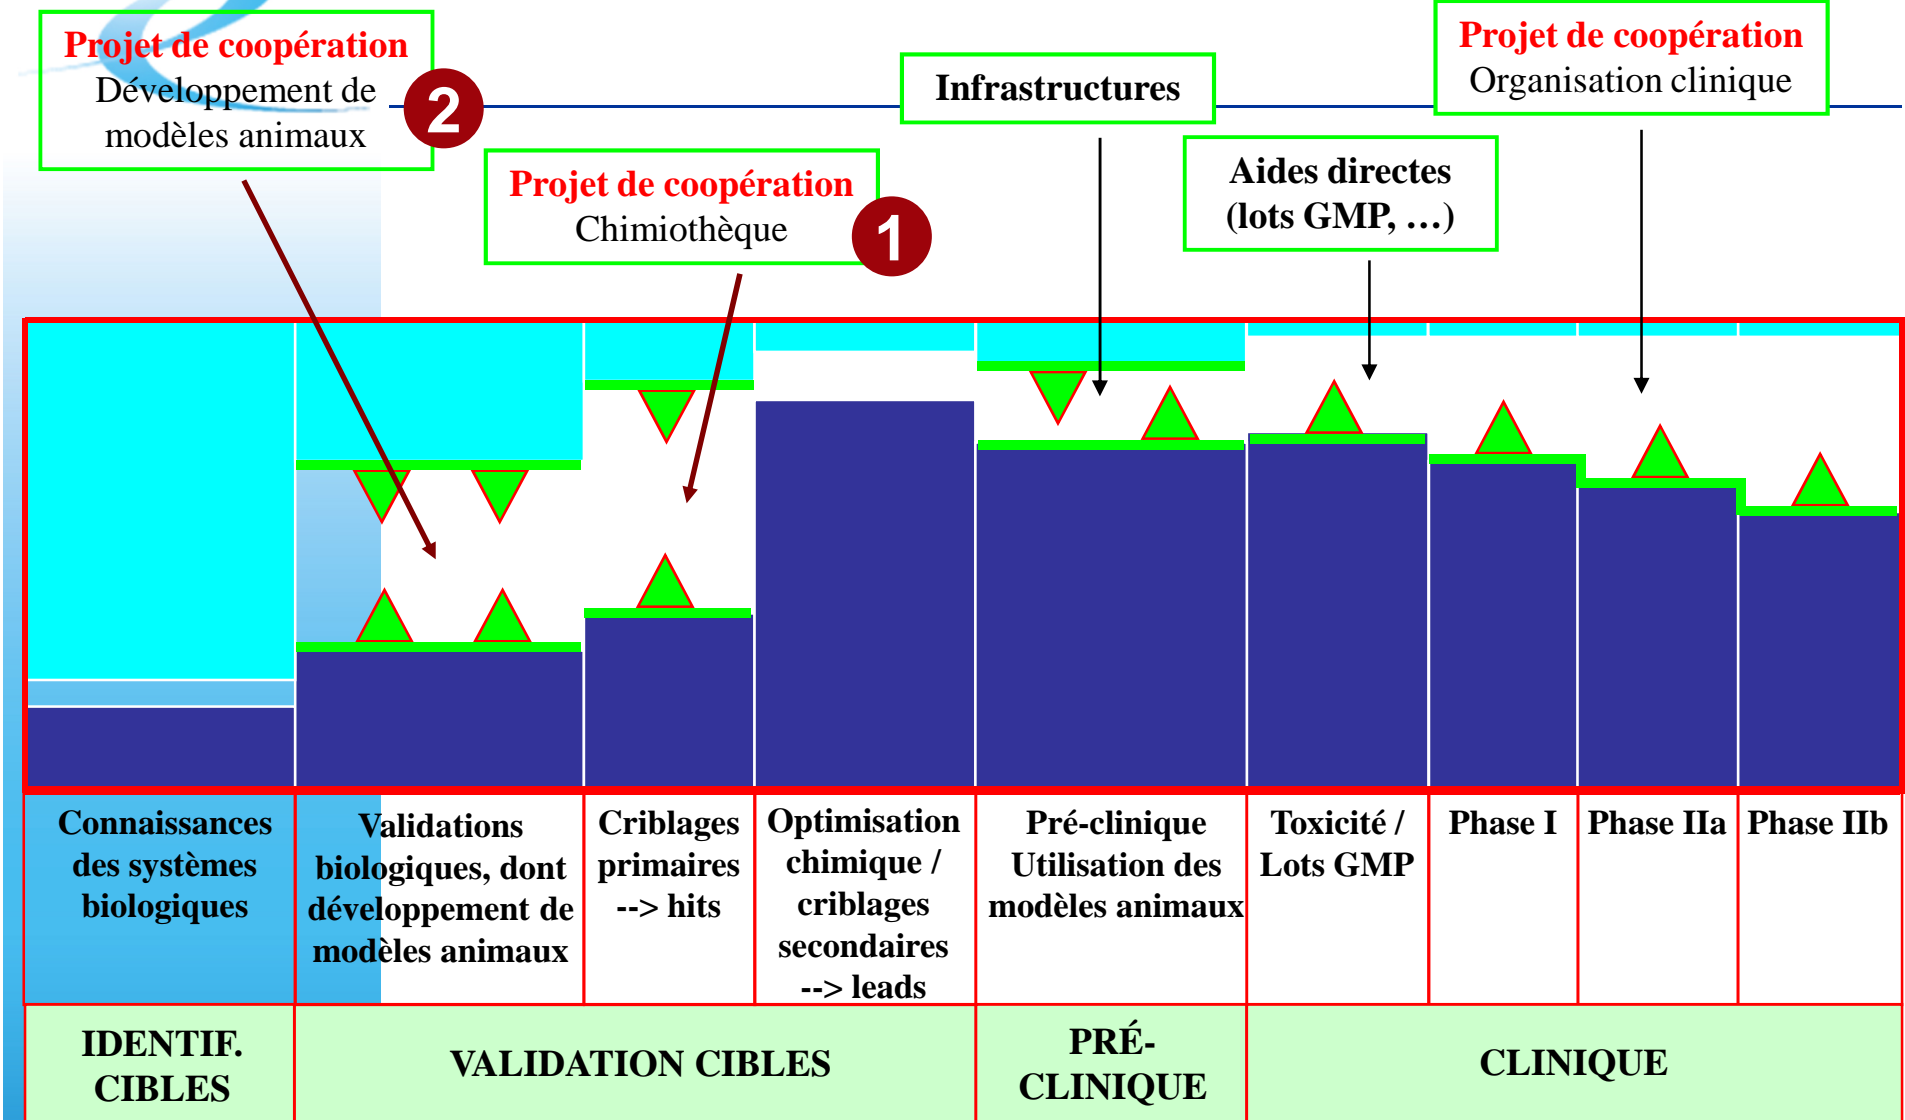 Projet de coopération
Développement de
modèles animaux
2
Projet de coopération
Chimiothèque
1
Infrastructures
Aides directes
(lots GMP, …)
Projet de coopération
Organisation clinique
Connaissances
des systèmes
biologiques
Validations
biologiques, dont
développement de
modèles animaux
Criblages
primaires
--> hits
Optimisation
chimique /
criblages
secondaires
--> leads
Pré-clinique
Utilisation des
modèles animaux
Toxicité /
Lots GMP
Phase I
Phase IIa
Phase IIb
IDENTIF.
CIBLES
VALIDATION CIBLES
PRÉ-
CLINIQUE
CLINIQUE